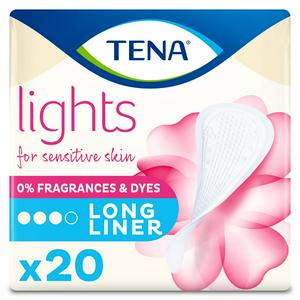 TENA
lights
for sensitive skin
0% FRAGRANCES & DYES
LONG
LINER
x20